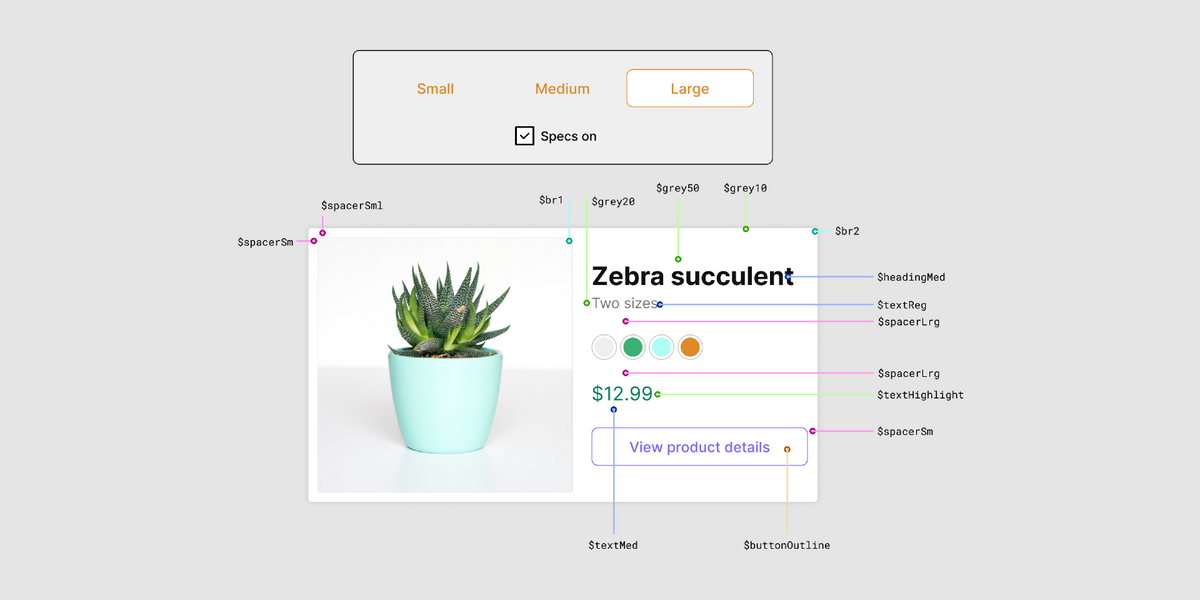 Small
Medium
Large
Specs on
$grey50
$grey10
$br1
$grey20
$spacerSml
$br2
$spacerSm
Zebra succulent
$headingMed
Two sizes
$textReg
$spacerLrg
$spacerLrg
$12.99
$textHighlight
$spacerSm
View product details
$textMed
$buttonOutline